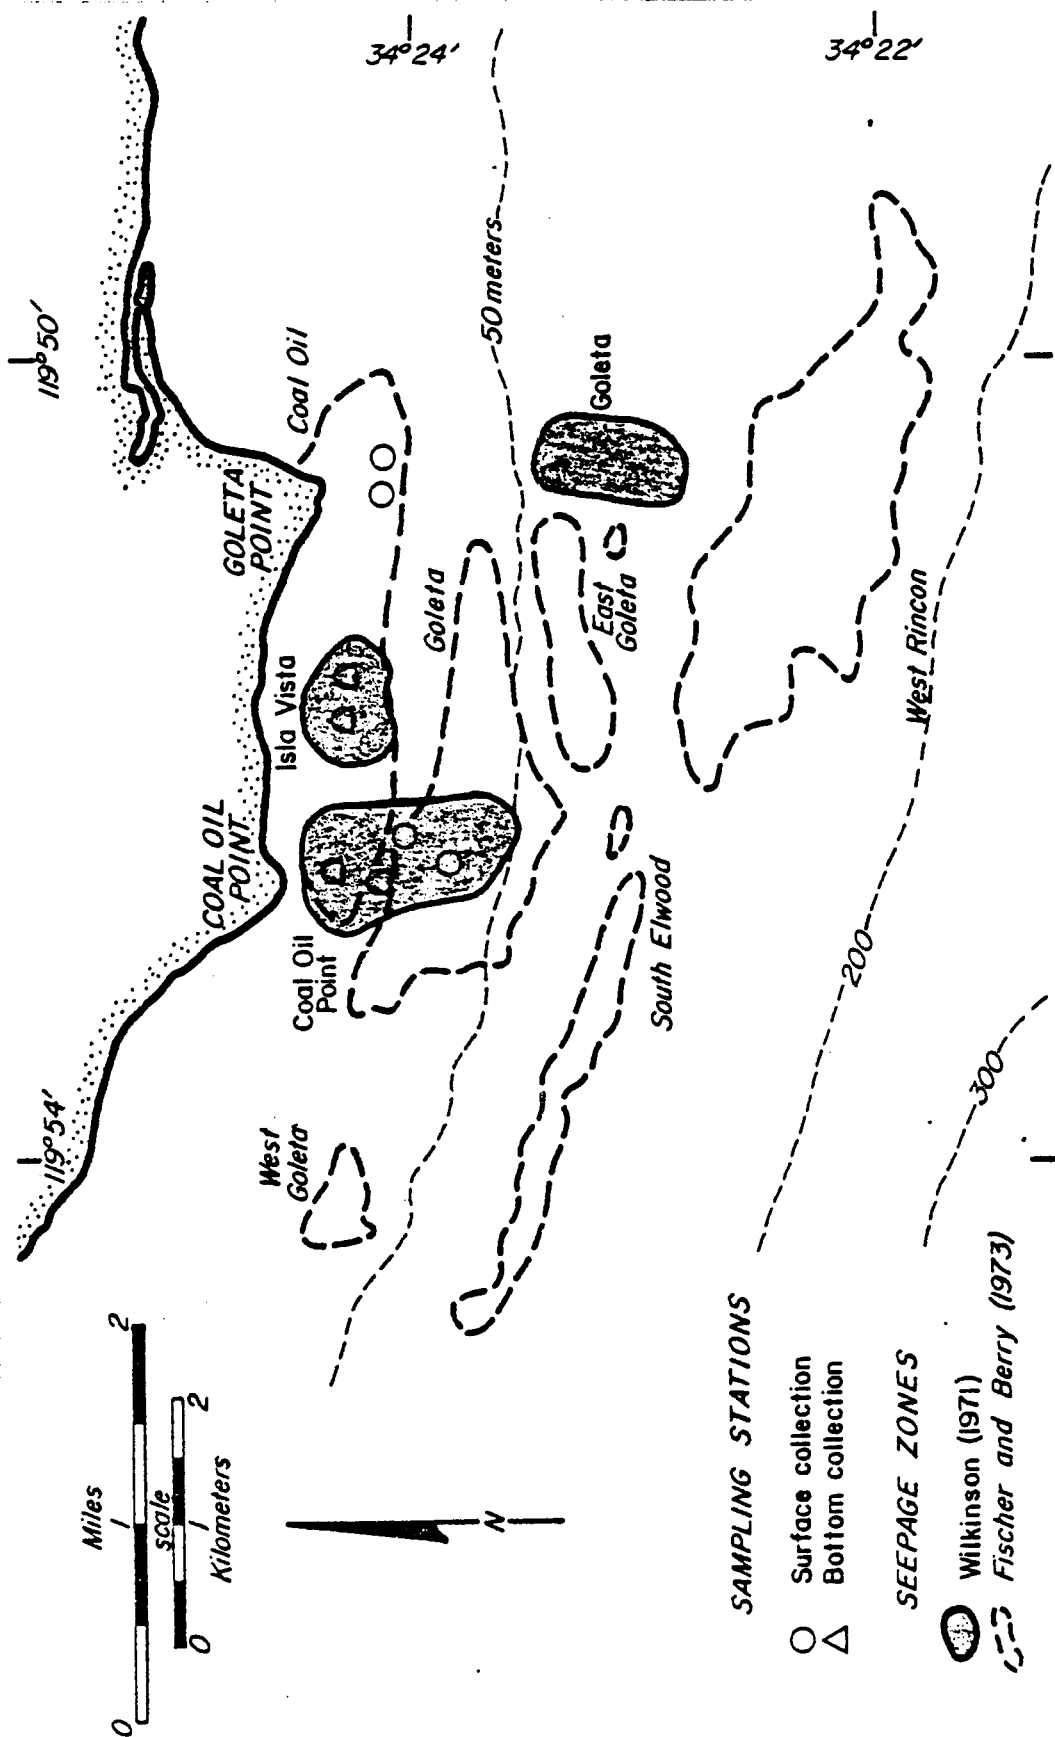 119°54'
119°50'
34°24'
34°22'
COAL OIL
POINT
GOLETA
POINT
Isla Vista
Coal Oil
Coal Oil
Point
West
Goleta
Goleta
50 meters
East
Goleta
Goleta
South Elwood
West Rincon
200
300
Miles
0
1
2
scale
0
1
2
Kilometers
N
SAMPLING STATIONS
Surface collection
Bottom collection
SEEPAGE ZONES
Wilkinson (1971)
Fischer and Berry (1973)